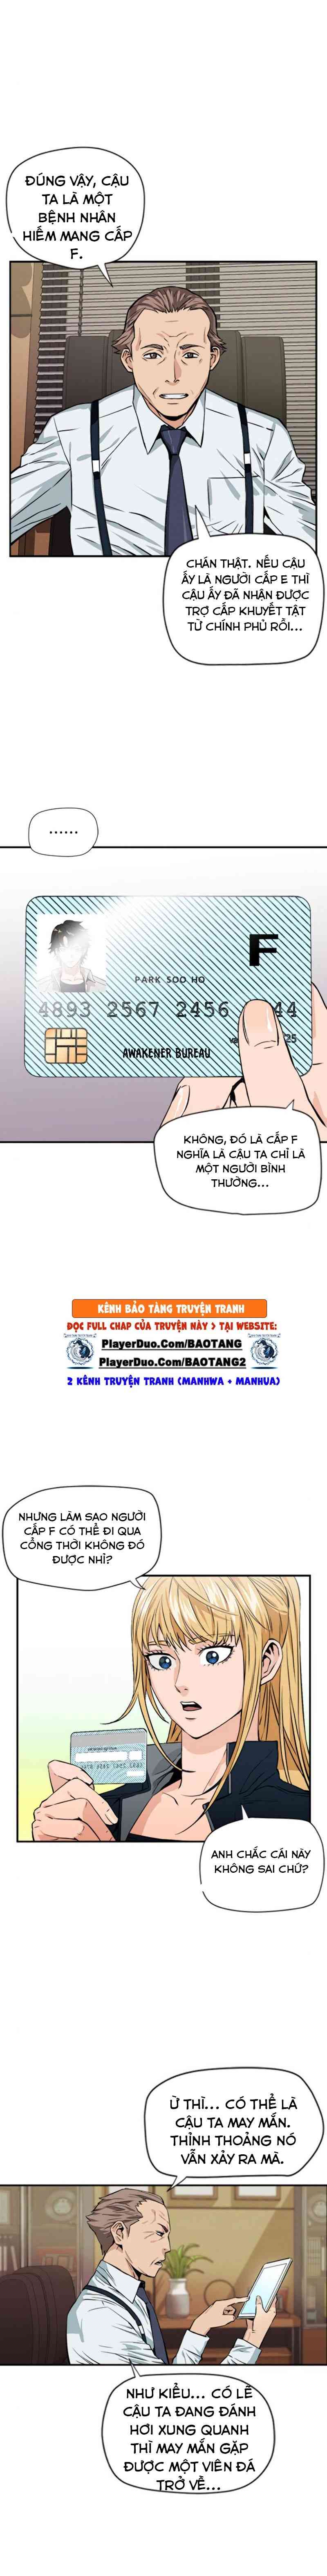 ĐÚNG VẬY, CẬU
TA LÀ MỘT
BỆNH NHÂN
HIẾM MANG CẤP
F.
CHÁN THẬT. NẾU CẬU
ẤY LÀ NGƯỜI CẤP E THÌ
CẬU ẤY ĐÃ NHẬN ĐƯỢC
TRỢ CẤP KHUYẾT TẬT
TỪ CHÍNH PHỦ RỒI...
......
F
PARK SOO HO
4893 2567 2456 44
25
AWAKENER BUREAU
KHÔNG, ĐÓ LÀ CẤP F
NGHĨA LÀ CẬU TA CHỈ LÀ
MỘT NGƯỜI BÌNH
THƯỜNG...
KÊNH BẢO TÀNG TRUYỆN TRANH
ĐỌC FULL CHAP CỦA TRUYỆN NÀY > TẠI WEBSITE:
PlayerDuo.Com/BAOTANG
PlayerDuo.Com/BAOTANG2
2 KÊNH TRUYỆN TRANH (MANHWA + MANHUA)
NHƯNG LÀM SAO NGƯỜI
CẤP F CÓ THỂ ĐI QUA
CỔNG THỜI KHÔNG ĐÓ
ĐƯỢC NHỈ?
ANH CHẮC CÁI NÀY
KHÔNG SAI CHỨ?
Ừ THÌ... CÓ THỂ LÀ
CẬU TA MAY MẮN.
THỈNH THOẢNG NÓ
VẪN XẢY RA MÀ.
NHƯ KIỂU... CÓ LẼ
CẬU TA ĐANG ĐÁNH
HƠI XUNG QUANH
THÌ MAY MẮN GẶP
ĐƯỢC MỘT VIÊN ĐÁ
TRỞ VỀ...